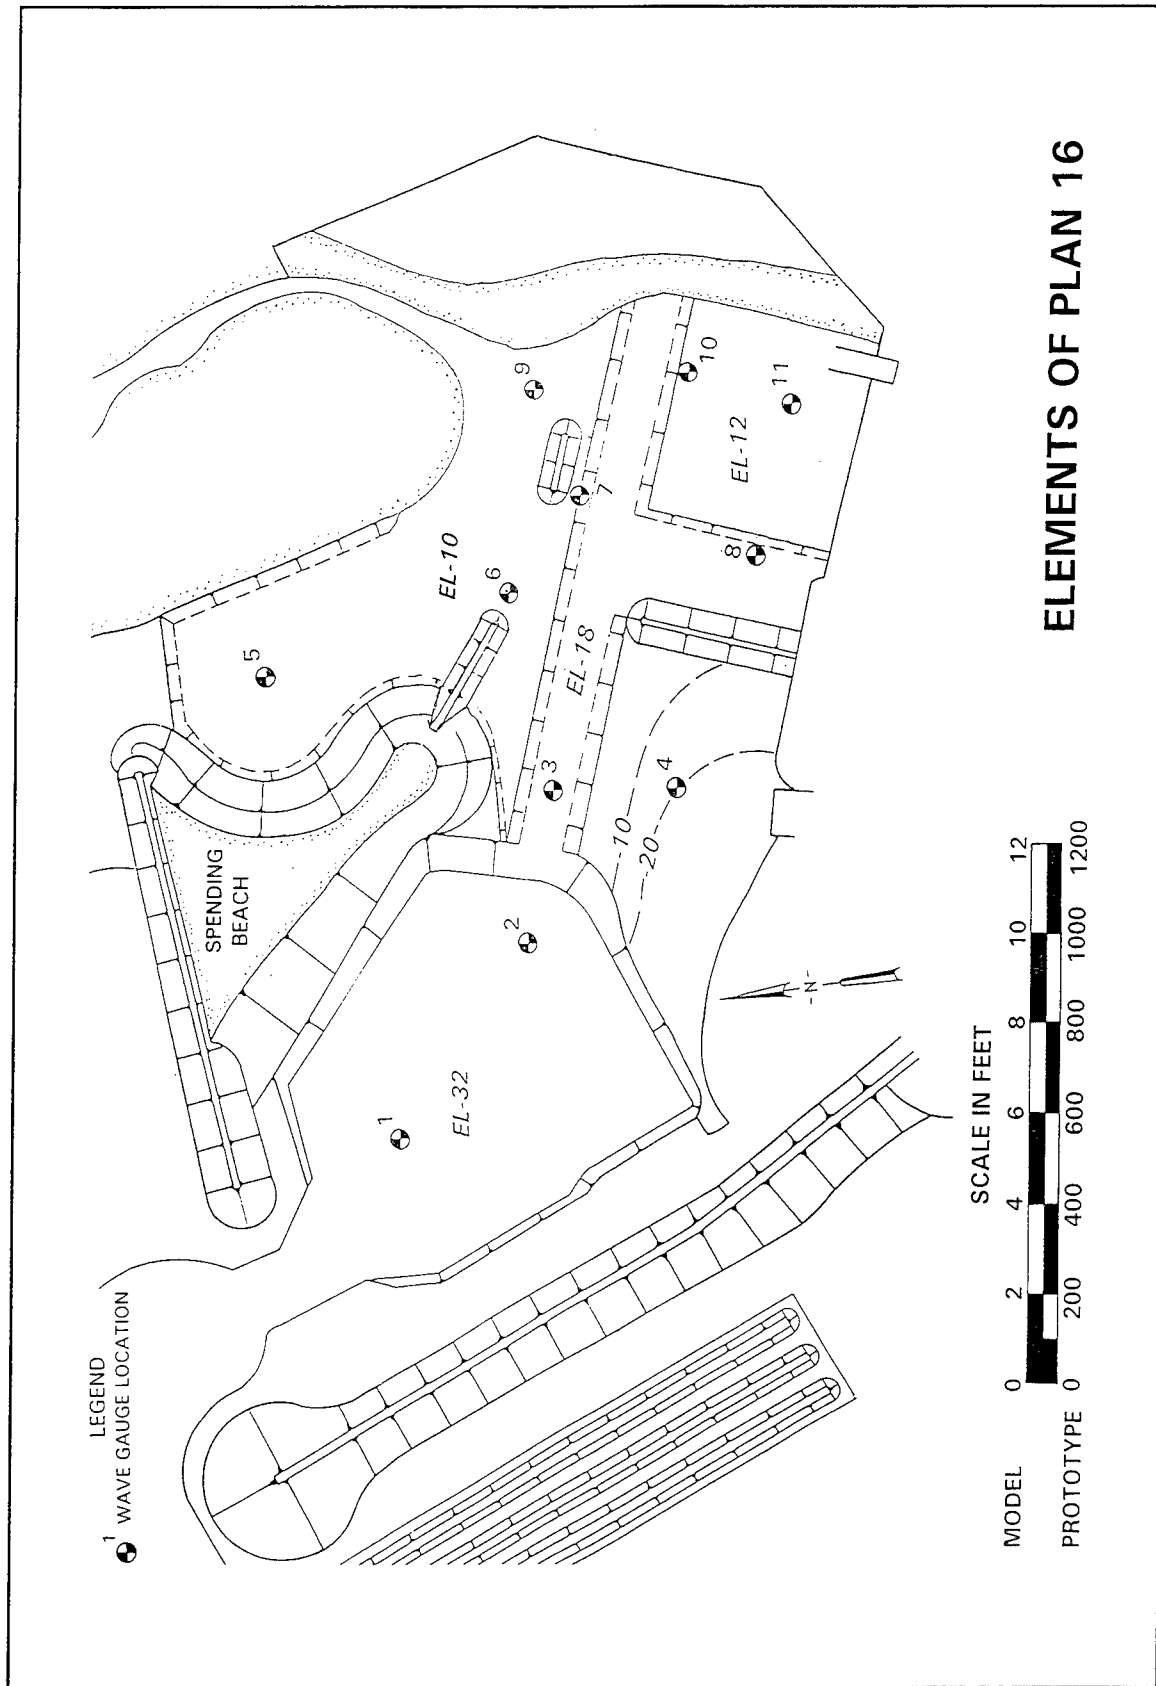 LEGEND
1 WAVE GAUGE LOCATION
SPENDING
BEACH
5
EL-10
6
9
7
EL-18
3
10
EL-12
11
8
4
-10
-20
2
1
EL-32
-N-
SCALE IN FEET
MODEL 0 2 4 6 8 10 12
PROTOTYPE 0 200 400 600 800 1000 1200
ELEMENTS OF PLAN 16